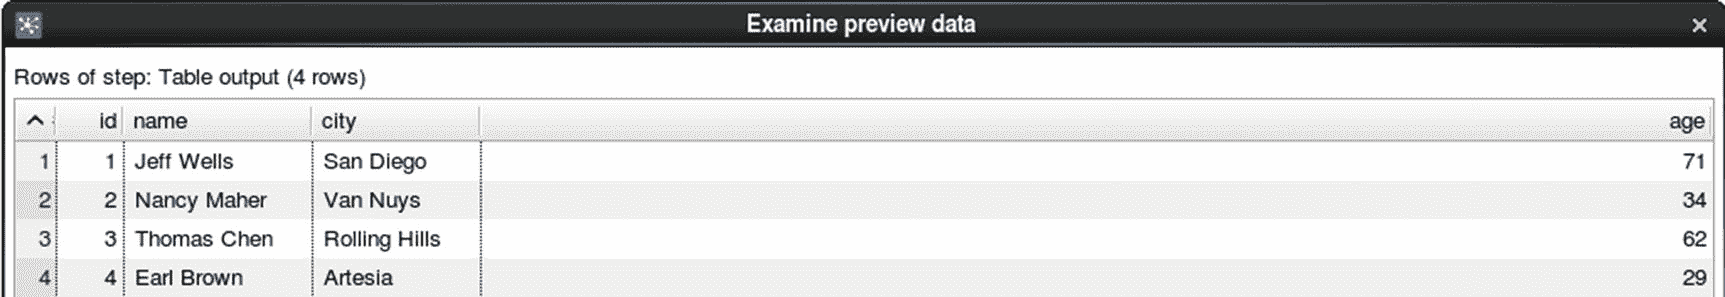 Examine preview data
Rows of step: Table output (4 rows)
id name city age
1 1 Jeff Wells San Diego 71
2 2 Nancy Maher Van Nuys 34
3 3 Thomas Chen Rolling Hills 62
4 4 Earl Brown Artesia 29